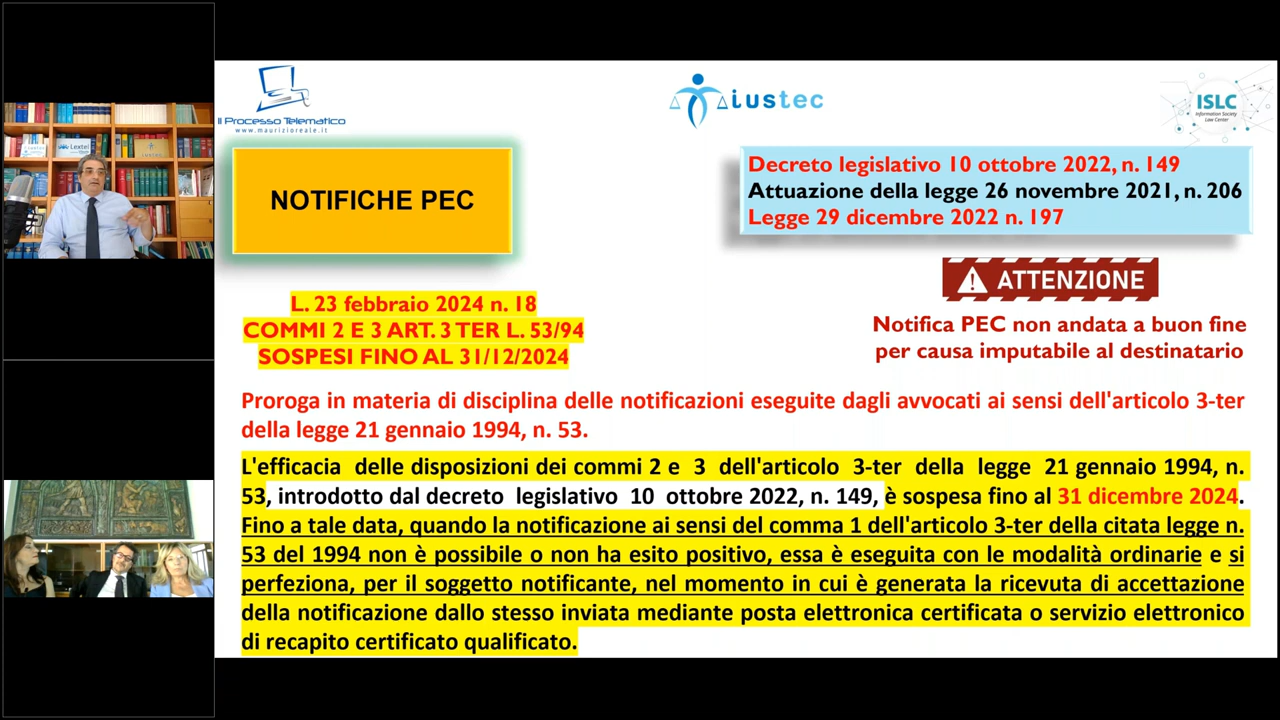 Il Processo Telematico
www.maurizioreale.it
iustec
ISLC
Information Society
Law Center
NOTIFICHE PEC
Decreto legislativo 10 ottobre 2022, n. 149
Attuazione della legge 26 novembre 2021, n. 206
Legge 29 dicembre 2022 n. 197
ATTENZIONE
Notifica PEC non andata a buon fine
per causa imputabile al destinatario
L. 23 febbraio 2024 n. 18
COMMI 2 E 3 ART. 3 TER L. 53/94
SOSPESI FINO AL 31/12/2024
Proroga in materia di disciplina delle notificazioni eseguite dagli avvocati ai sensi dell'articolo 3-ter
della legge 21 gennaio 1994, n. 53.
L'efficacia delle disposizioni dei commi 2 e 3 dell'articolo 3-ter della legge 21 gennaio 1994, n.
53, introdotto dal decreto legislativo 10 ottobre 2022, n. 149, è sospesa fino al 31 dicembre 2024.
Fino a tale data, quando la notificazione ai sensi del comma 1 dell'articolo 3-ter della citata legge n.
53 del 1994 non è possibile o non ha esito positivo, essa è eseguita con le modalità ordinarie e si
perfeziona, per il soggetto notificante, nel momento in cui è generata la ricevuta di accettazione
della notificazione dallo stesso inviata mediante posta elettronica certificata o servizio elettronico
di recapito certificato qualificato.